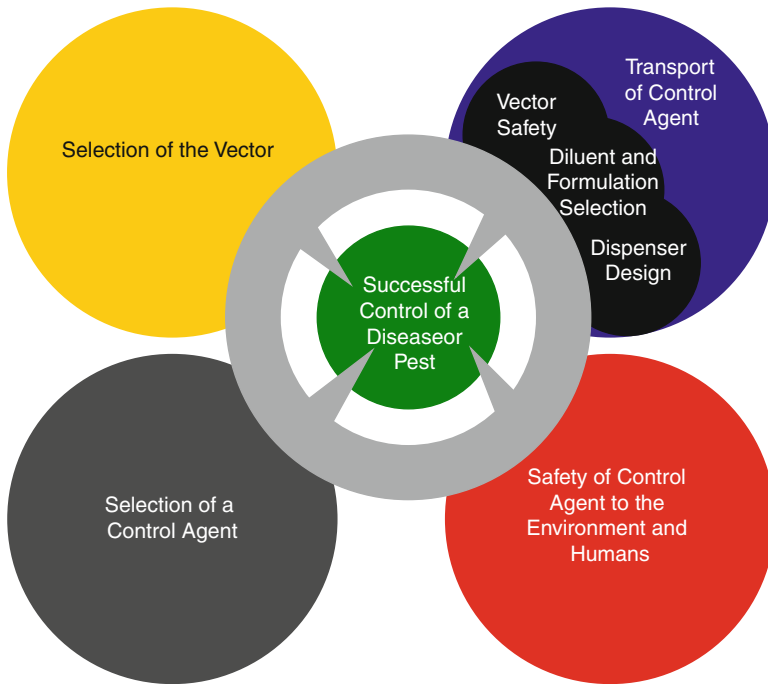 Selection of the Vector
Transport
of Control
Agent
Vector
Safety
Diluent and
Formulation
Selection
Dispenser
Design
Successful
Control of a
Diseaseor
Pest
Selection of a
Control Agent
Safety of Control
Agent to the
Environment and
Humans